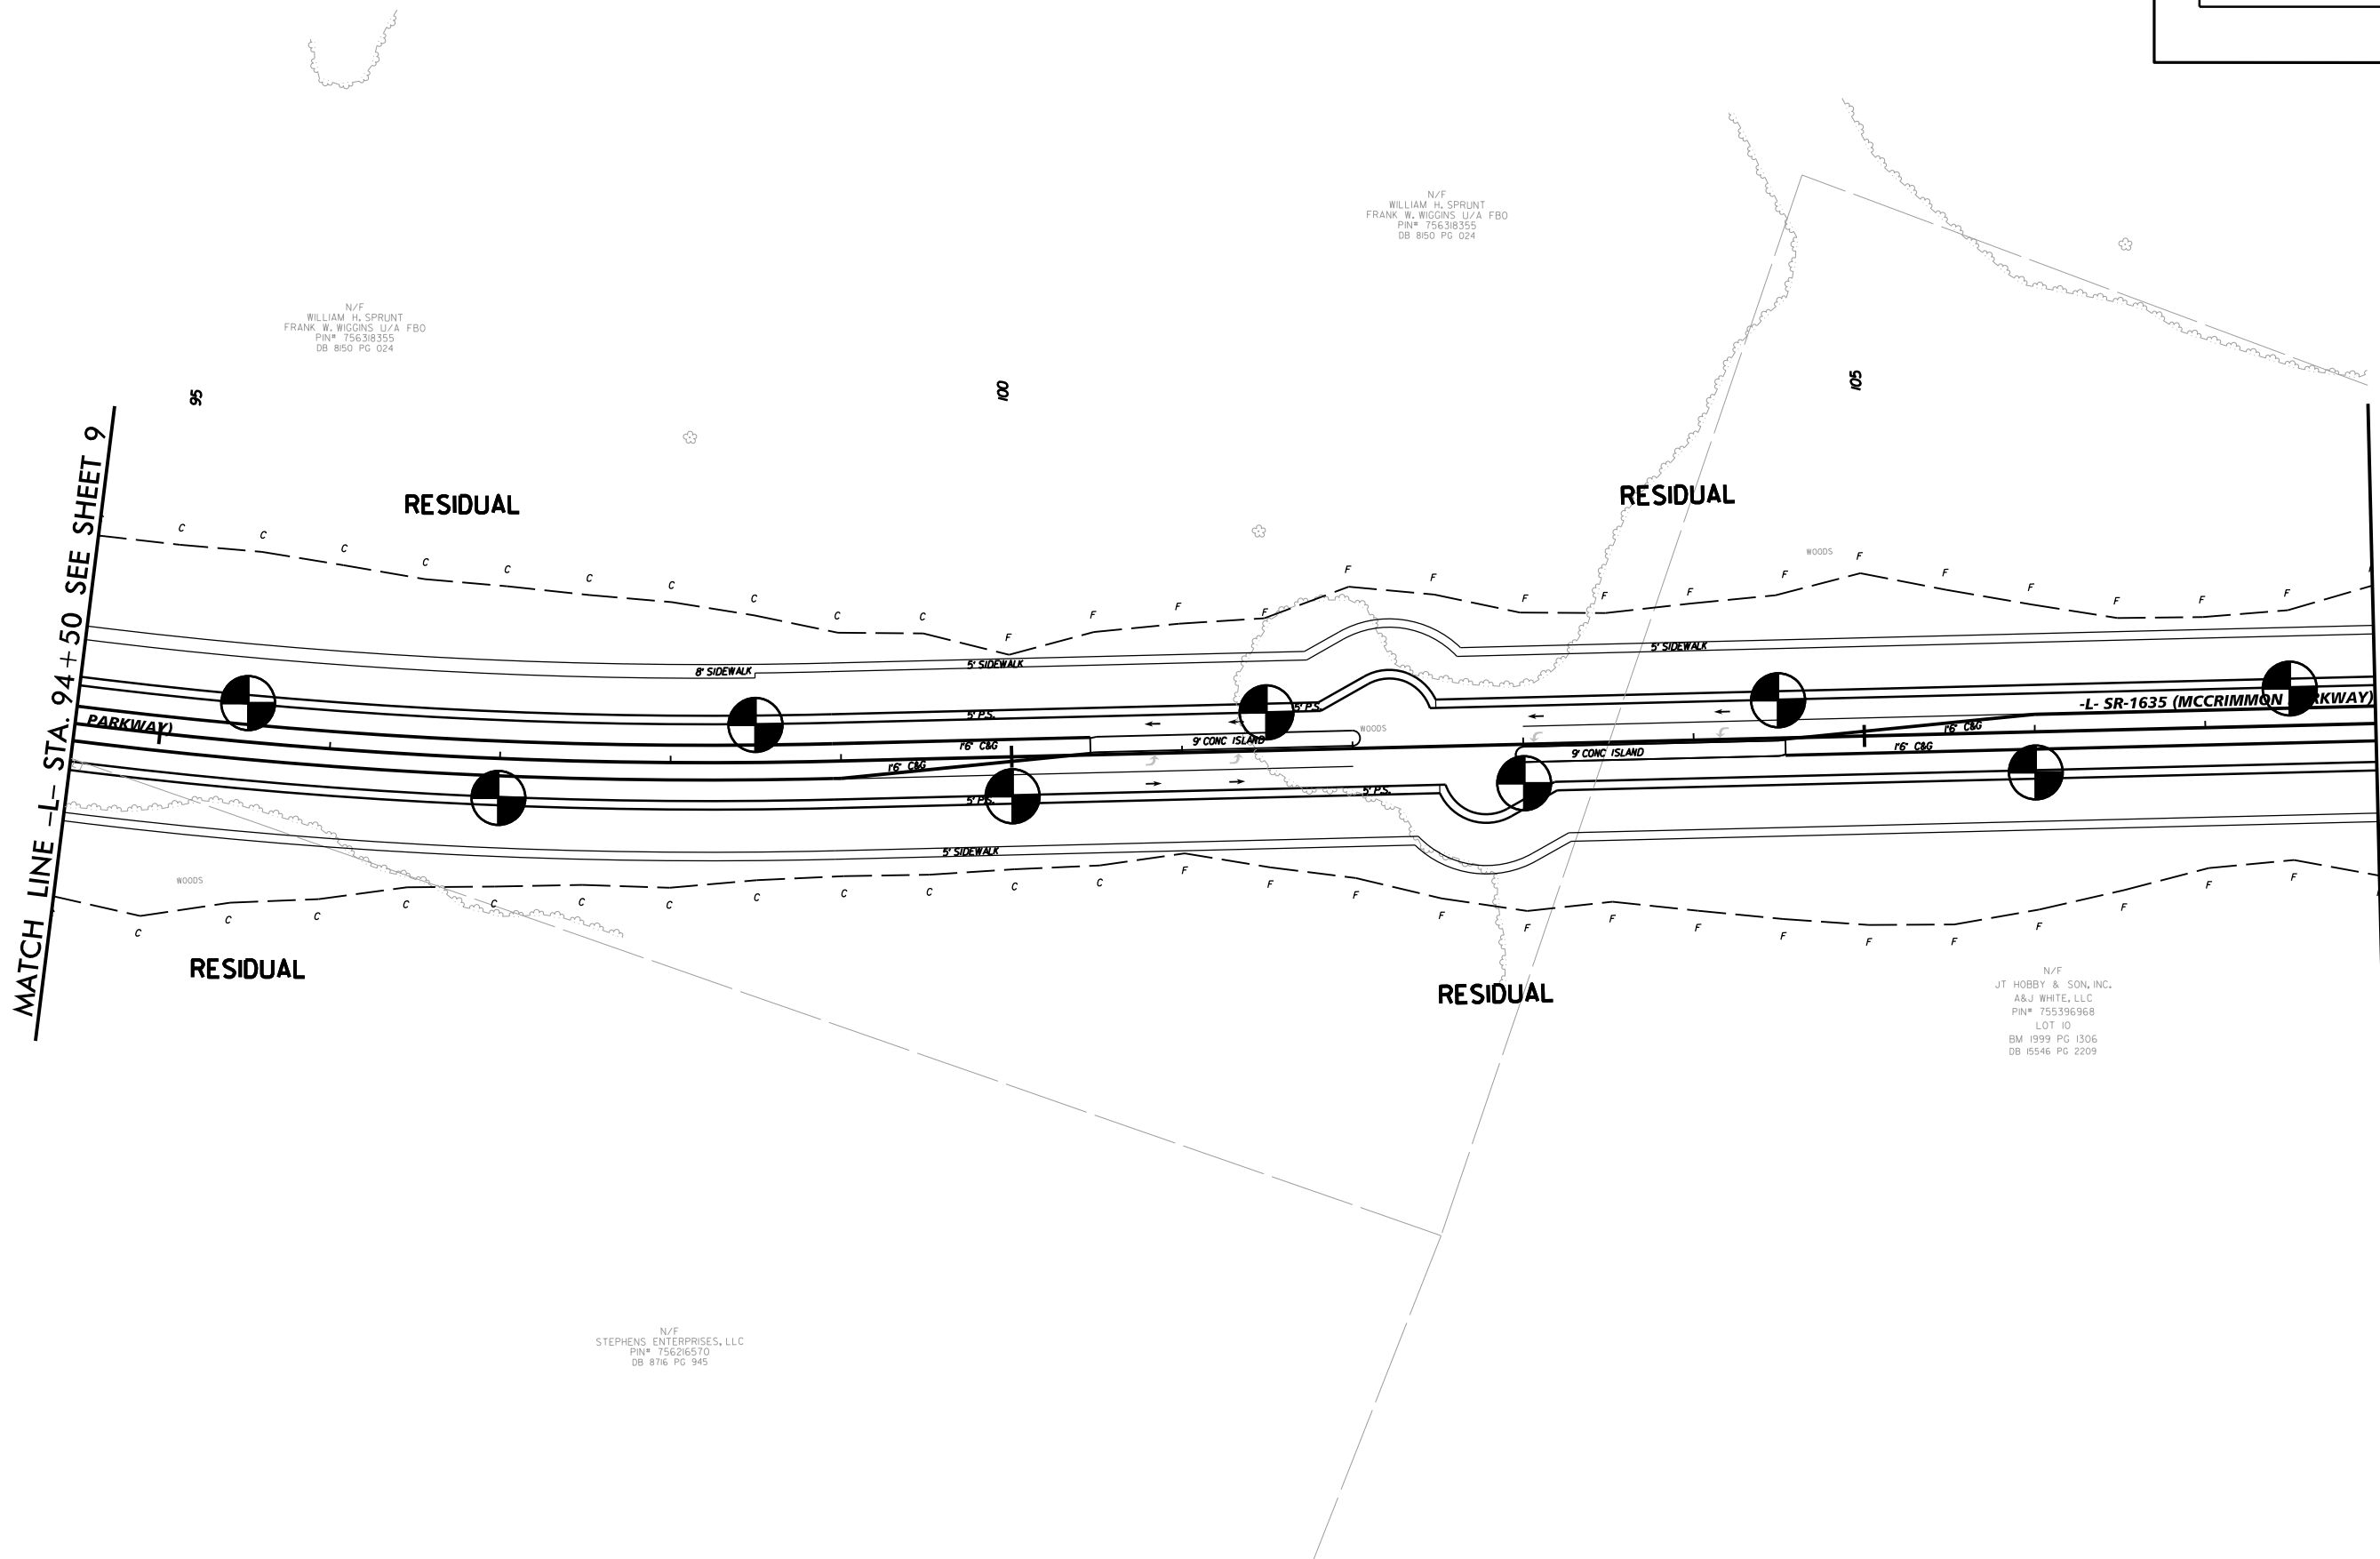 N/F
WILLIAM H. SPRUNT
FRANK W. WIGGINS U/A FBO
PIN# 756318355
DB 8150 PG 024
N/F
WILLIAM H. SPRUNT
FRANK W. WIGGINS U/A FBO
PIN# 756318355
DB 8150 PG 024
95
100
105
MATCH LINE -L- STA. 94+50 SEE SHEET 9
RESIDUAL
RESIDUAL
WOODS
C C C C C C C C C C F F F F F F F F F F F F F F F F
8' SIDEWALK
5' SIDEWALK
5' SIDEWALK
5' P.S.
5' P.S.
-L- SR-1635 (MCCRIMMON RKWAY)
PARKWAY)
1'6" C&G
9' CONC ISLAND
WOODS
1'6" C&G
1'6" C&G
9' CONC ISLAND
1'6" C&G
5' P.S.
5' P.S.
5' SIDEWALK
WOODS
C C C C C C C C C C C C F F F F F F F F F F F F F
RESIDUAL
RESIDUAL
N/F
JT HOBBY & SON, INC.
A&J WHITE, LLC
PIN# 755396968
LOT 10
BM 1999 PG 1306
DB 15546 PG 2209
N/F
STEPHENS ENTERPRISES, LLC
PIN# 756216570
DB 8716 PG 945